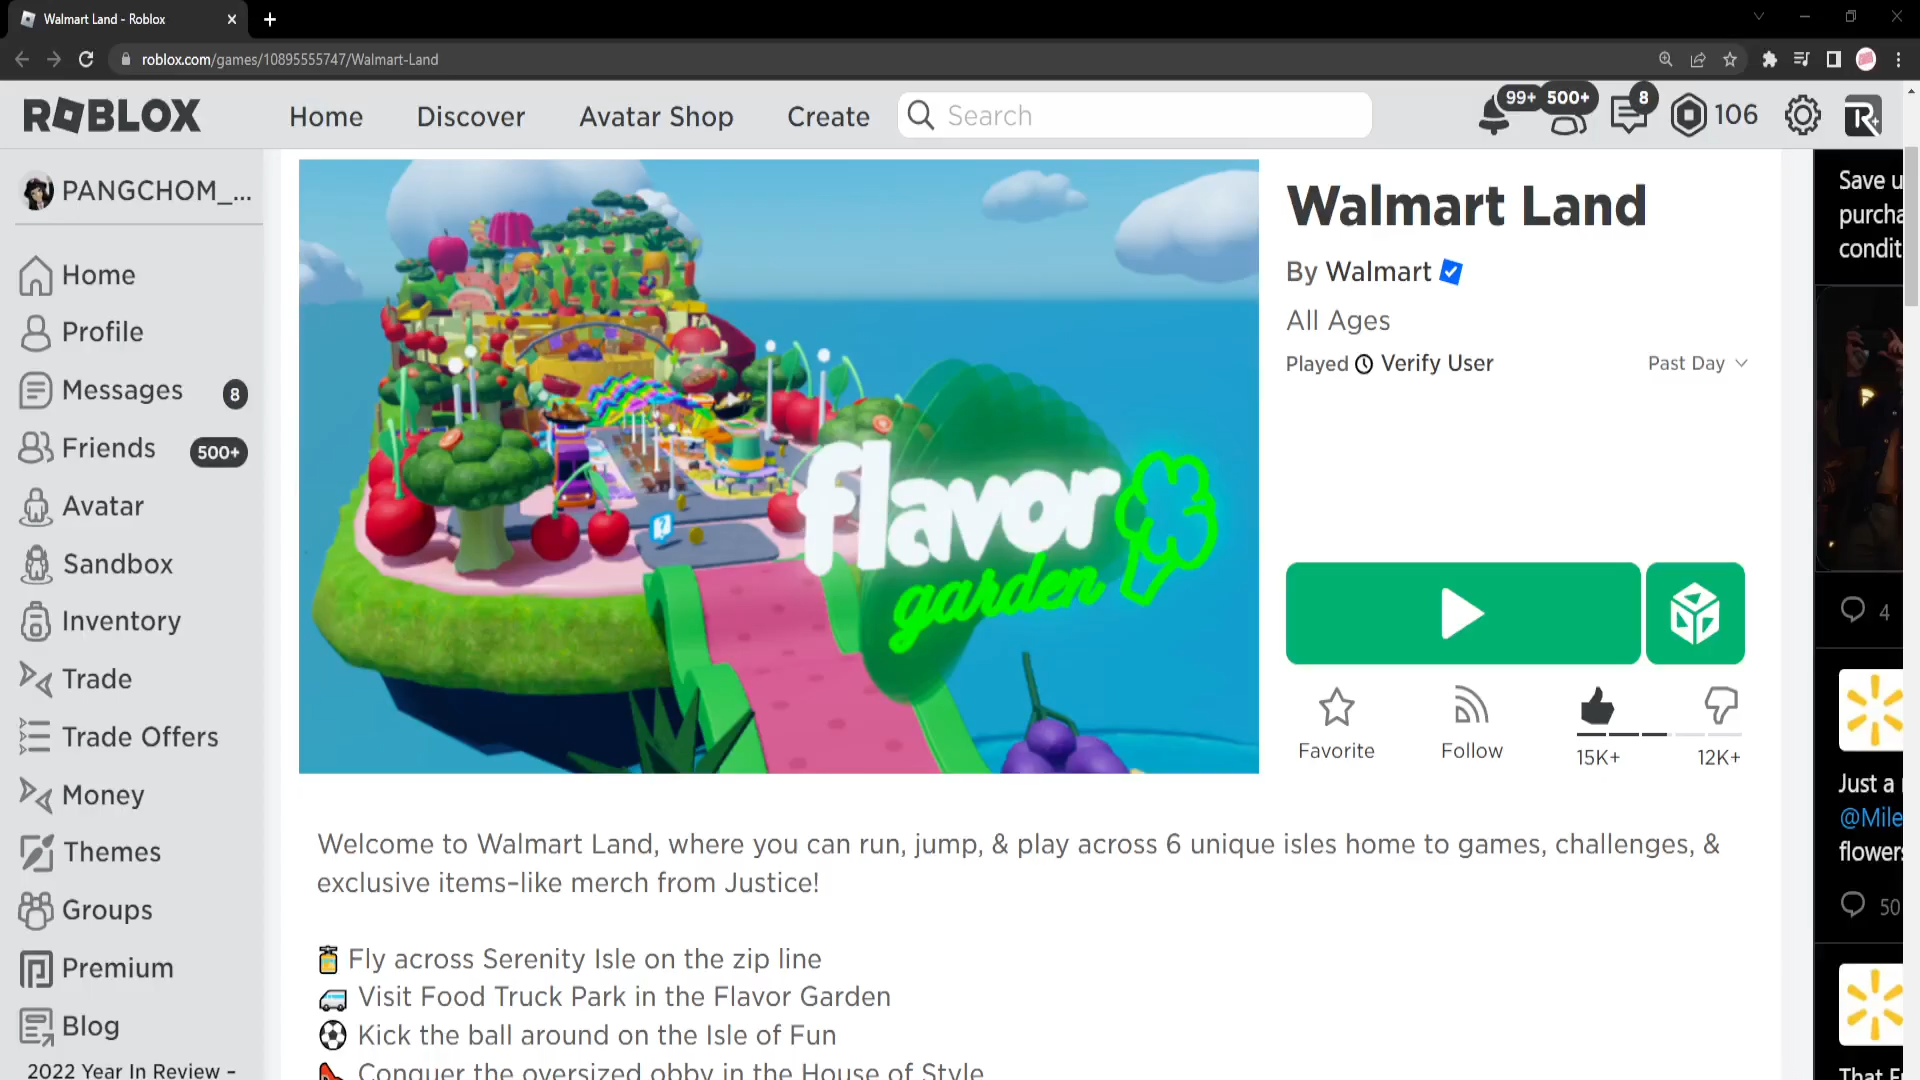 Walmart Land - Roblox
roblox.com/games/10895555747/Walmart-Land
ROBLOX
Home
Discover
Avatar Shop
Create
Search
99+
500+
8
106
PANGCHOM_...
Home
Profile
Messages
8
Friends
500+
Avatar
Sandbox
Inventory
Trade
Trade Offers
Money
Themes
Groups
Premium
Blog
2022 Year In Review –
flavor
garden
Walmart Land
By Walmart
All Ages
Played Verify User
Past Day
Favorite
Follow
15K+
12K+
Welcome to Walmart Land, where you can run, jump, & play across 6 unique isles home to games, challenges, &
exclusive items–like merch from Justice!
Fly across Serenity Isle on the zip line
Visit Food Truck Park in the Flavor Garden
Kick the ball around on the Isle of Fun
Conquer the oversized obby in the House of Style
Save u
purcha
condit
4
Just a
@Mile
flowers
50